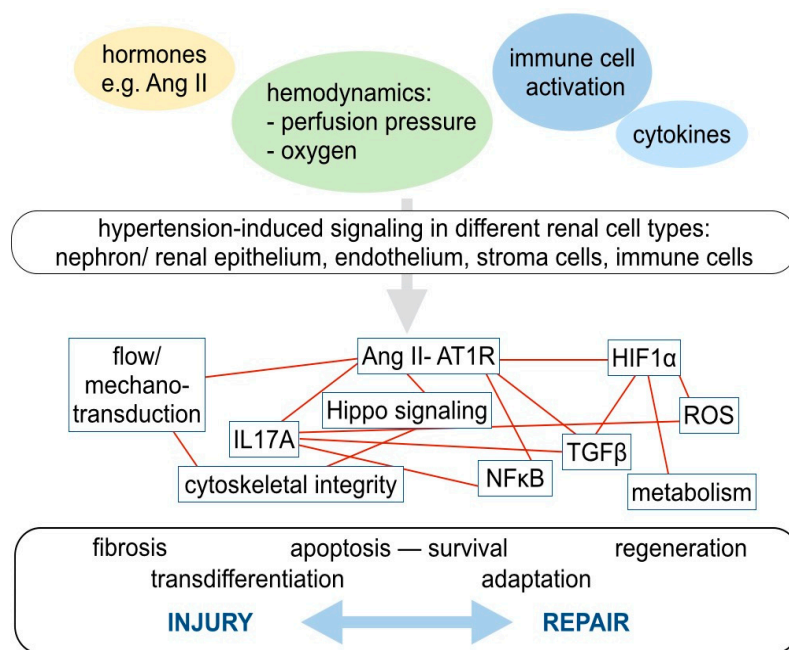 hormones
e.g. Ang II
hemodynamics:
- perfusion pressure
- oxygen
immune cell
activation
cytokines
hypertension-induced signaling in different renal cell types:
nephron/ renal epithelium, endothelium, stroma cells, immune cells
flow/
mechano-
transduction
Ang II- AT1R
HIF1α
Hippo signaling
ROS
IL17A
TGFβ
cytoskeletal integrity
NFκB
metabolism
fibrosis
apoptosis — survival
regeneration
transdifferentiation
adaptation
INJURY
REPAIR